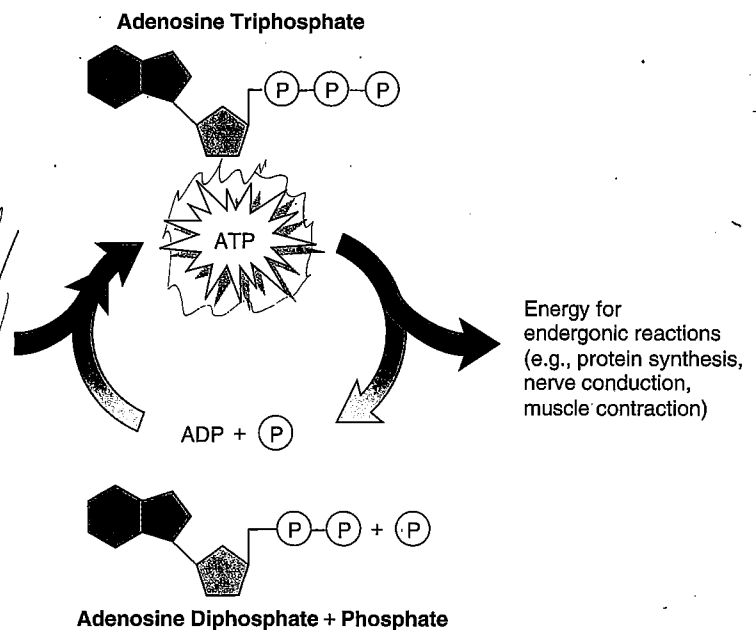 Adenosine Triphosphate
P P P
ATP
Energy for
endergonic reactions
(e.g., protein synthesis,
nerve conduction,
muscle contraction)
ADP + P
P P + P
Adenosine Diphosphate + Phosphate